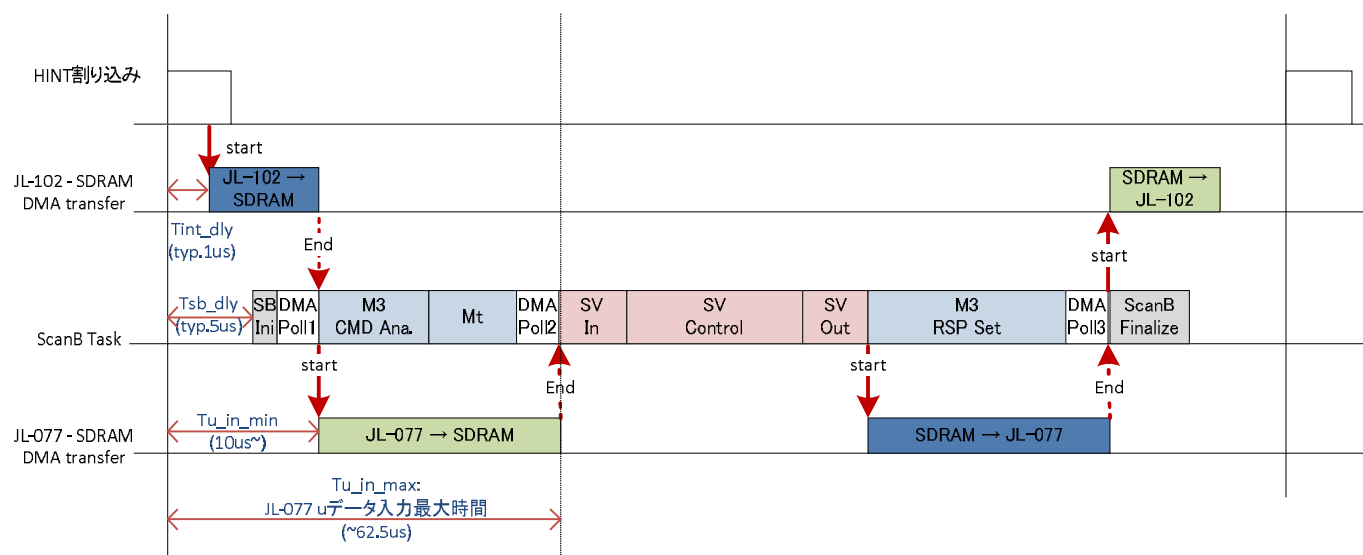 HINT割り込み
start
JL-102 - SDRAM
DMA transfer
JL-102 →
SDRAM
SDRAM →
JL-102
Tint_dly
(typ.1us)
End
start
Tsb_dly
(typ.5us)
ScanB Task
SB
Ini
DMA
Poll1
M3
CMD Ana.
Mt
DMA
Poll2
SV
In
SV
Control
SV
Out
M3
RSP Set
DMA
Poll3
ScanB
Finalize
start
End
start
End
Tu_in_min
(10us~)
JL-077 - SDRAM
DMA transfer
JL-077 → SDRAM
SDRAM → JL-077
Tu_in_max:
JL-077 uデータ入力最大時間
(~62.5us)